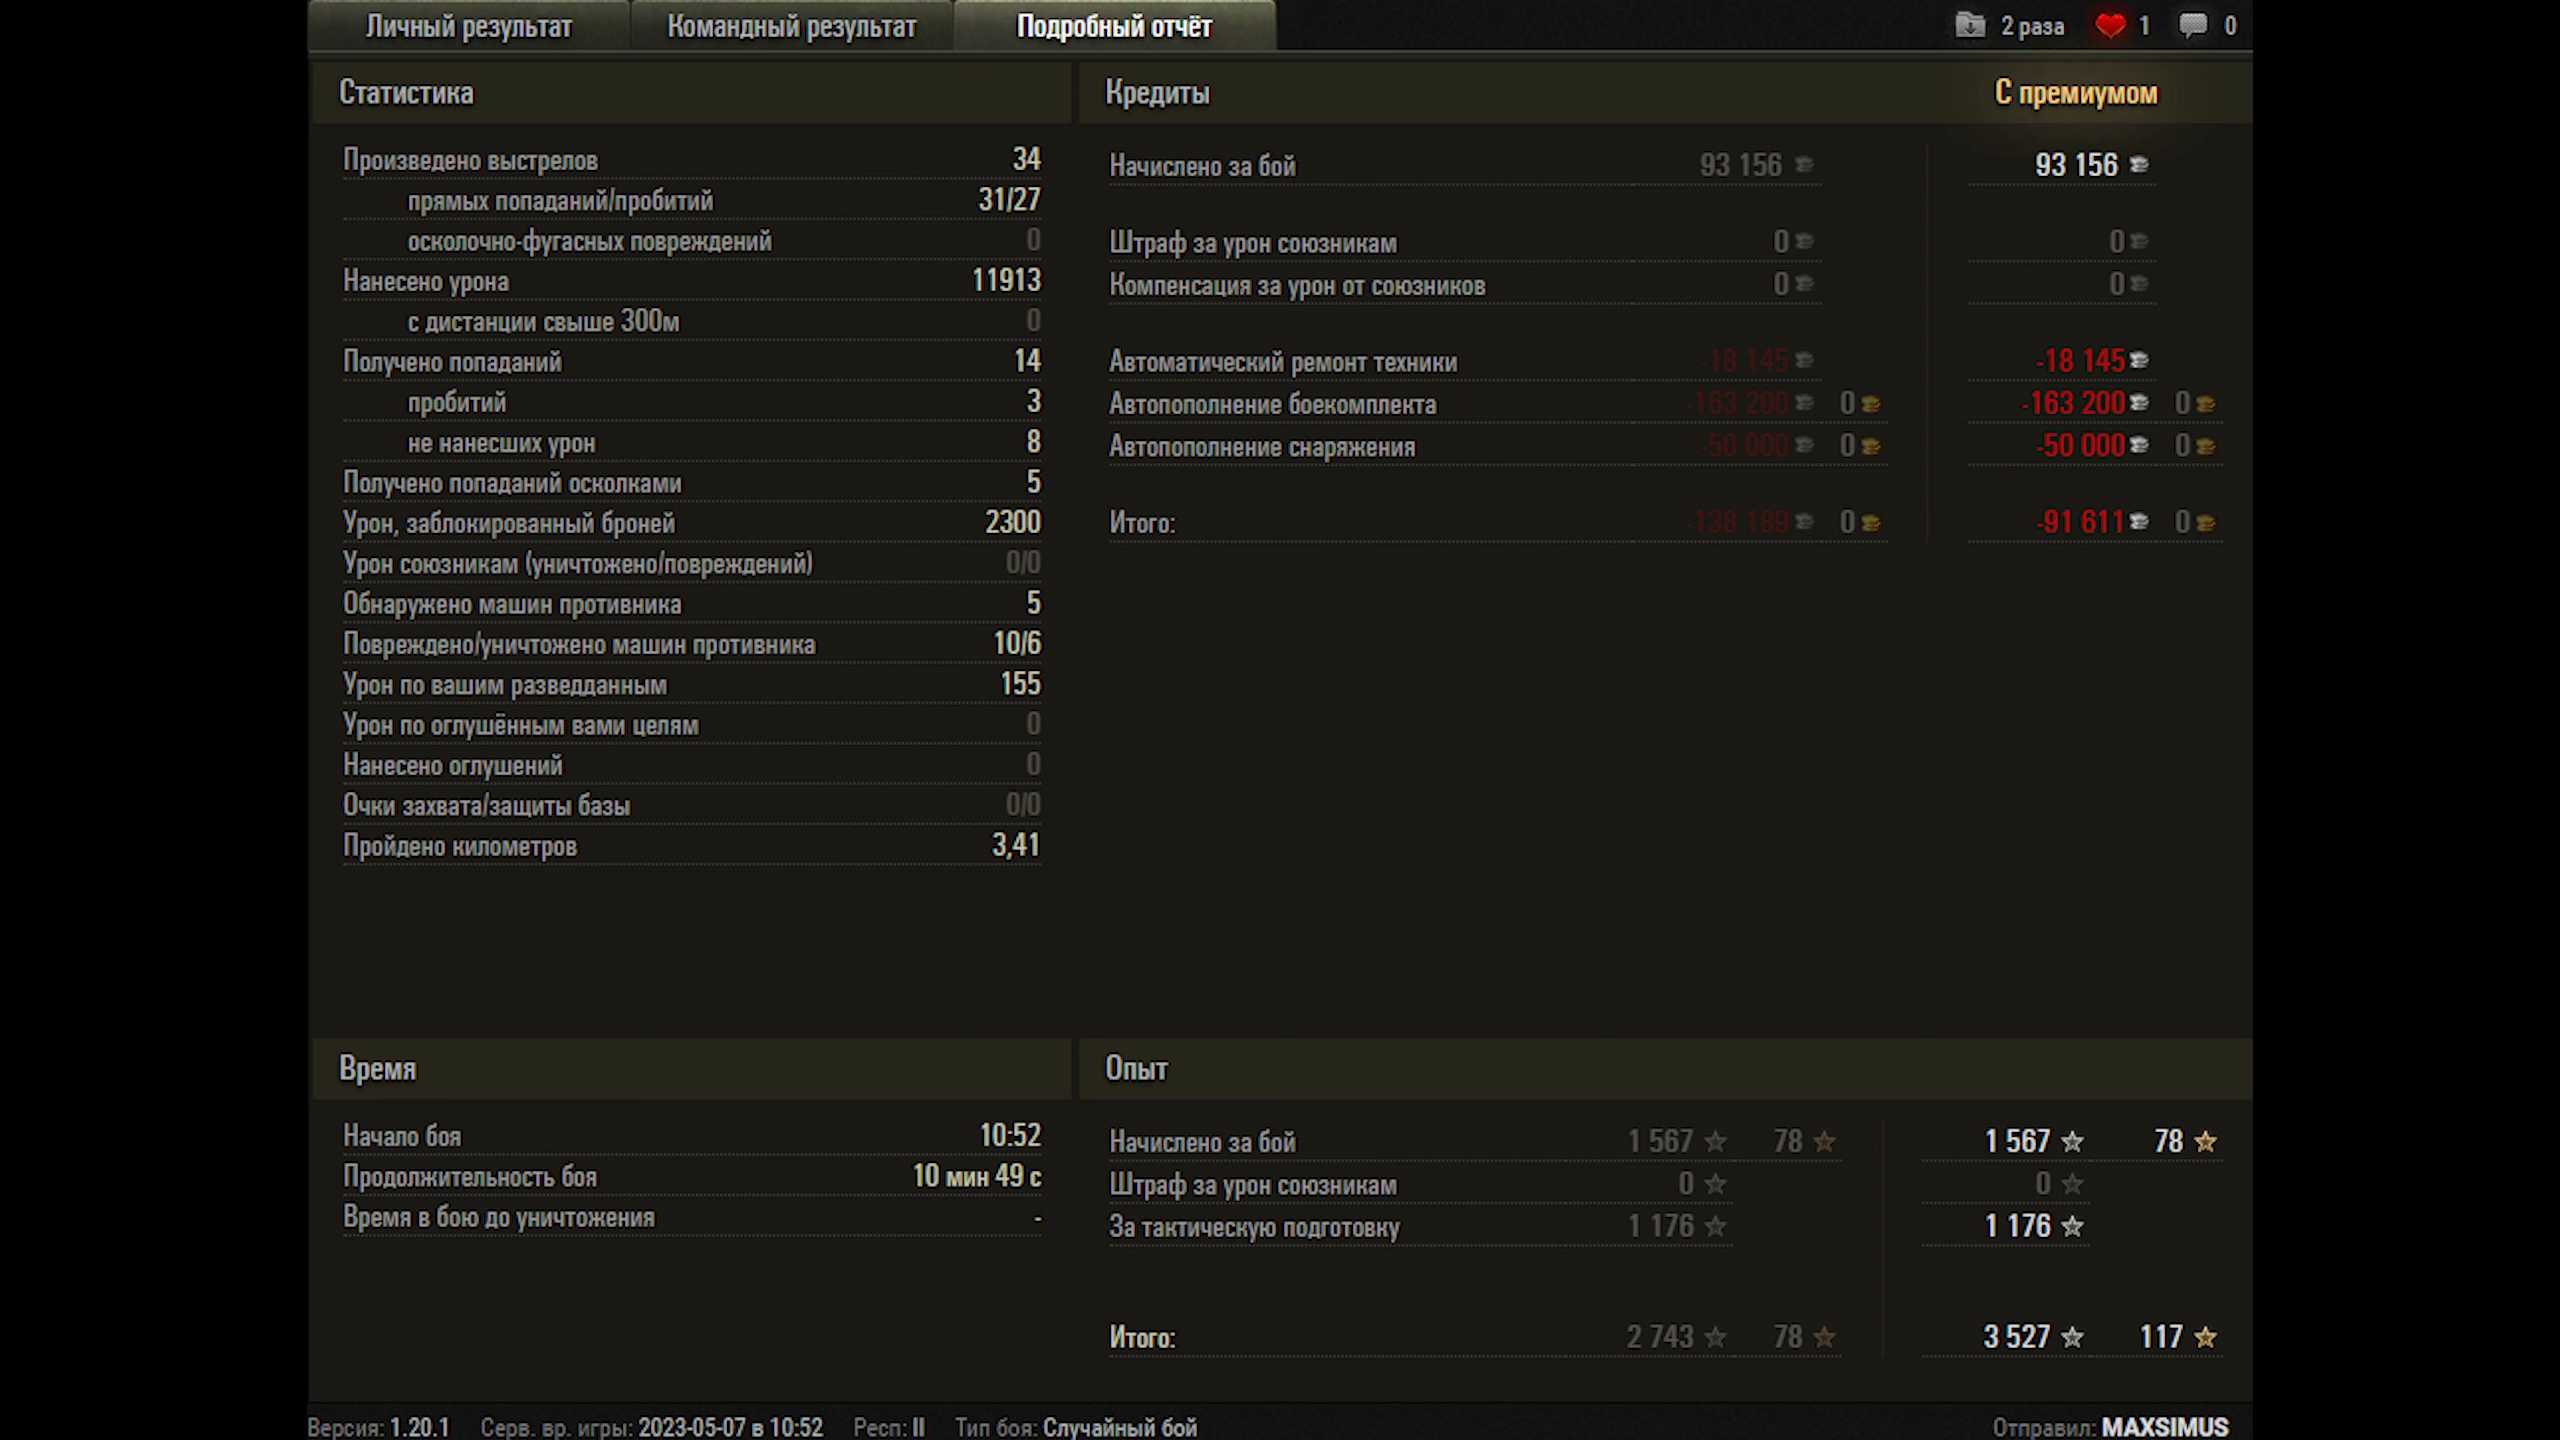 Личный результат Командный результат Подробный отчёт 2 раза 1 0
Статистика
Произведено выстрелов 34
прямых попаданий/пробитий 31/27
осколочно-фугасных повреждений 0
Нанесено урона 11913
с дистанции свыше 300м 0
Получено попаданий 14
пробитий 3
не нанесших урон 8
Получено попаданий осколками 5
Урон, заблокированный броней 2300
Урон союзникам (уничтожено/повреждений) 0/0
Обнаружено машин противника 5
Повреждено/уничтожено машин противника 10/6
Урон по вашим разведданным 155
Урон по оглушённым вами целям 0
Нанесено оглушений 0
Очки захвата/защиты базы 0/0
Пройдено километров 3,41
Кредиты С премиумом
Начислено за бой 93 156 93 156
Штраф за урон союзникам 0 0
Компенсация за урон от союзников 0 0
Автоматический ремонт техники -18 145 -18 145
Автопополнение боекомплекта -163 200 0 -163 200 0
Автопополнение снаряжения -50 000 0 -50 000 0
Итого: -138 189 0 -91 611 0
Время
Начало боя 10:52
Продолжительность боя 10 мин 49 с
Время в бою до уничтожения -
Опыт
Начислено за бой 1 567 78 1 567 78
Штраф за урон союзникам 0 0
За тактическую подготовку 1 176 1 176
Итого: 2 743 78 3 527 117
Версия: 1.20.1 Серв. вр. игры: 2023-05-07 в 10:52 Респ: II Тип боя: Случайный бой Отправил: MAXSIMUS